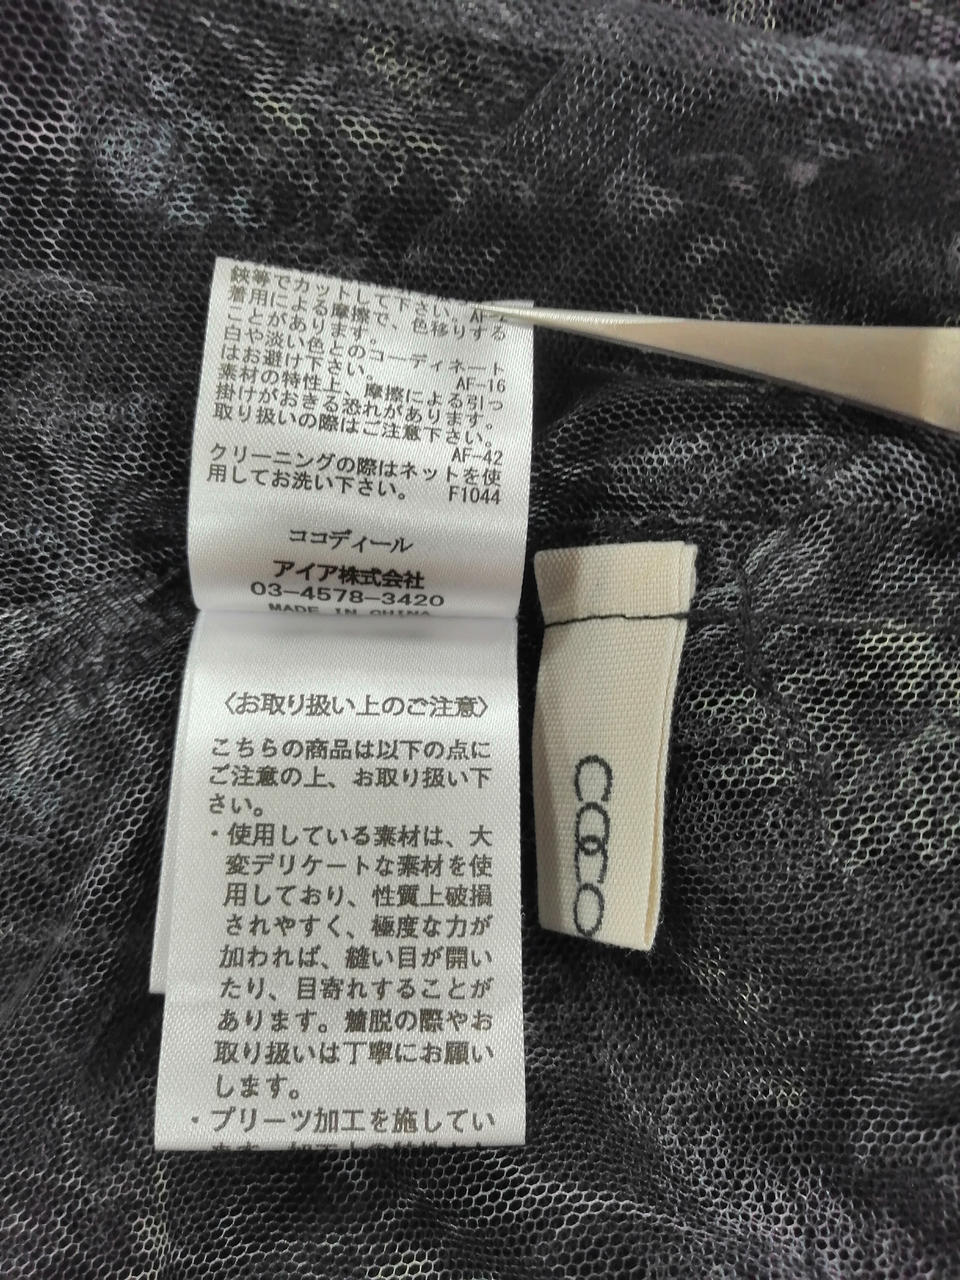 鋏等でカットして下さい。
着用による摩擦で、色移りする
ことがあります。
白や淡い色とのコーディネート
はお避け下さい。 AF-16
素材の特性上、摩擦による引っ
掛けがおきる恐れがあります。
取り扱いの際はご注意下さい。
AF-42
クリーニングの際はネットを使
用してお洗い下さい。 F1044
ココディール
アイア株式会社
03-4578-3420
MADE IN CHINA
〈お取り扱い上のご注意〉
こちらの商品は以下の点に
ご注意の上、お取り扱い下
さい。
・使用している素材は、大
変デリケートな素材を使
用しており、性質上破損
されやすく、極度な力が
加われば、縫い目が開い
たり、目寄れすることが
あります。着脱の際やお
取り扱いは丁寧にお願い
します。
・プリーツ加工を施してい
coco